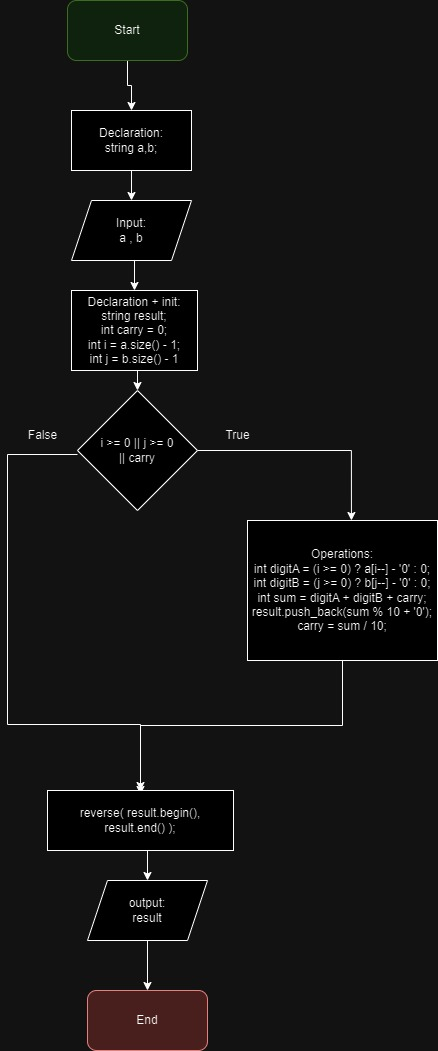 Start
Declaration:
string a,b;
Input:
a , b
Declaration + init:
string result;
int carry = 0;
int i = a.size() - 1;
int j = b.size() - 1
False
i >= 0 || j >= 0
|| carry
True
Operations:
int digitA = (i >= 0) ? a[i--] - '0' : 0;
int digitB = (j >= 0) ? b[j--] - '0' : 0;
int sum = digitA + digitB + carry;
result.push_back(sum % 10 + '0');
carry = sum / 10;
reverse( result.begin(),
result.end() );
output:
result
End